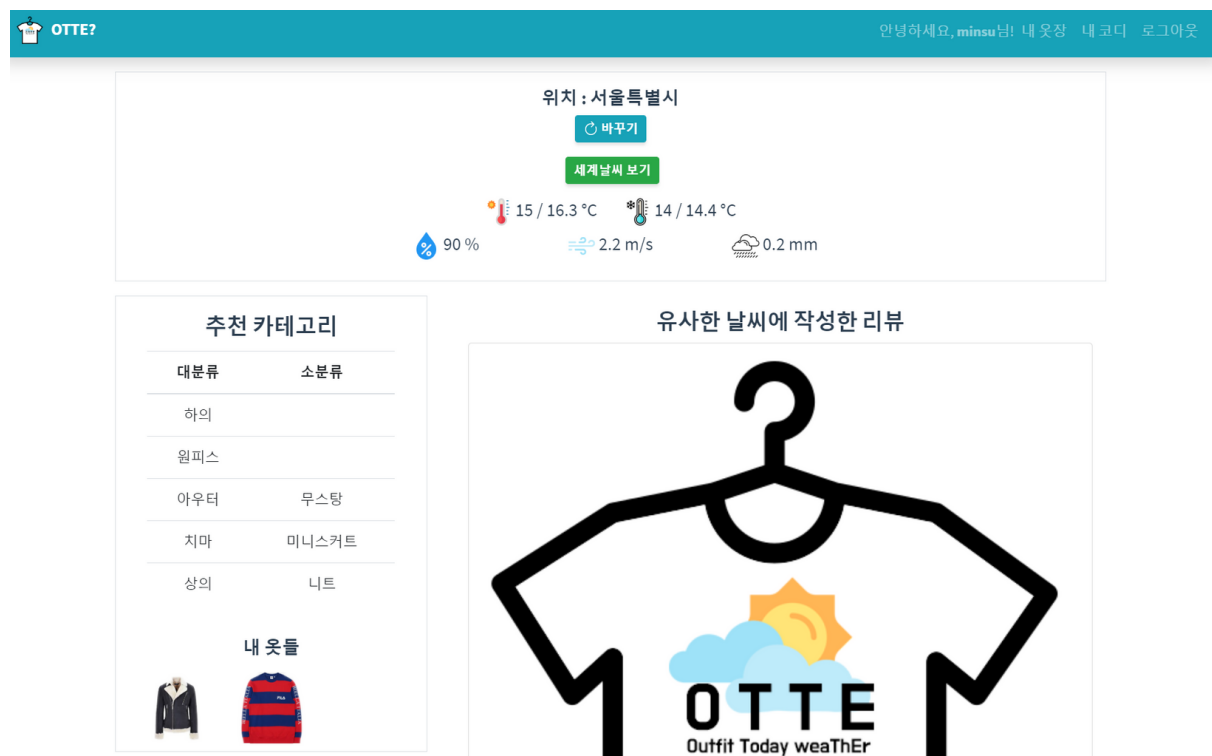 OTTE?
안녕하세요, minsu님! 내 옷장 내 코디 로그아웃
위치 : 서울특별시
바꾸기
세계날씨 보기
15 / 16.3 °C 14 / 14.4 °C
90 % 2.2 m/s 0.2 mm
추천 카테고리
대분류 소분류
하의
원피스
아우터 무스탕
치마 미니스커트
상의 니트
내 옷들
FILA
유사한 날씨에 작성한 리뷰
OTTE
Outfit Today weaThEr